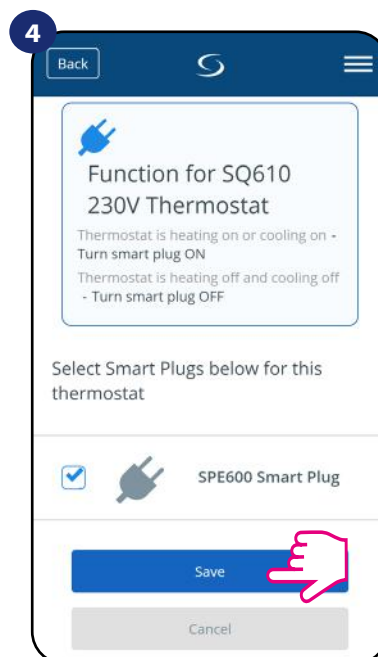 4
Back
Function for SQ610
230V Thermostat
Thermostat is heating on or cooling on -
Turn smart plug ON
Thermostat is heating off and cooling off
- Turn smart plug OFF
Select Smart Plugs below for this
thermostat
SPE600 Smart Plug
Save
Cancel